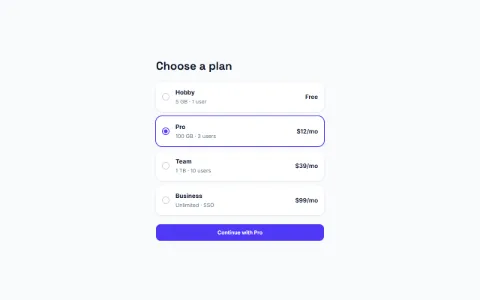 Choose a plan
Hobby
5 GB · 1 user
Free
Pro
100 GB · 3 users
$12/mo
Team
1 TB · 10 users
$39/mo
Business
Unlimited · SSO
$99/mo
Continue with Pro